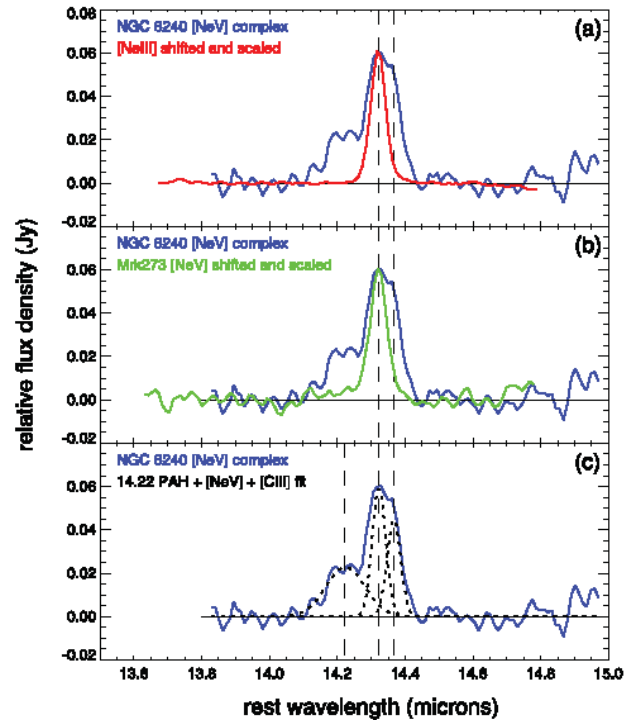 NGC 6240 [NeV] complex (a)
[NeIII] shifted and scaled
0.08
0.06
0.04
0.02
0.00
-0.02
NGC 6240 [NeV] complex (b)
Mrk273 [NeV] shifted and scaled
0.08
0.06
0.04
0.02
0.00
-0.02
NGC 6240 [NeV] complex (c)
14.22 PAH + [NeV] + [ClII] fit
0.08
0.06
0.04
0.02
0.00
-0.02
relative flux density (Jy)
13.6 13.8 14.0 14.2 14.4 14.6 14.8 15.0
rest wavelength (microns)